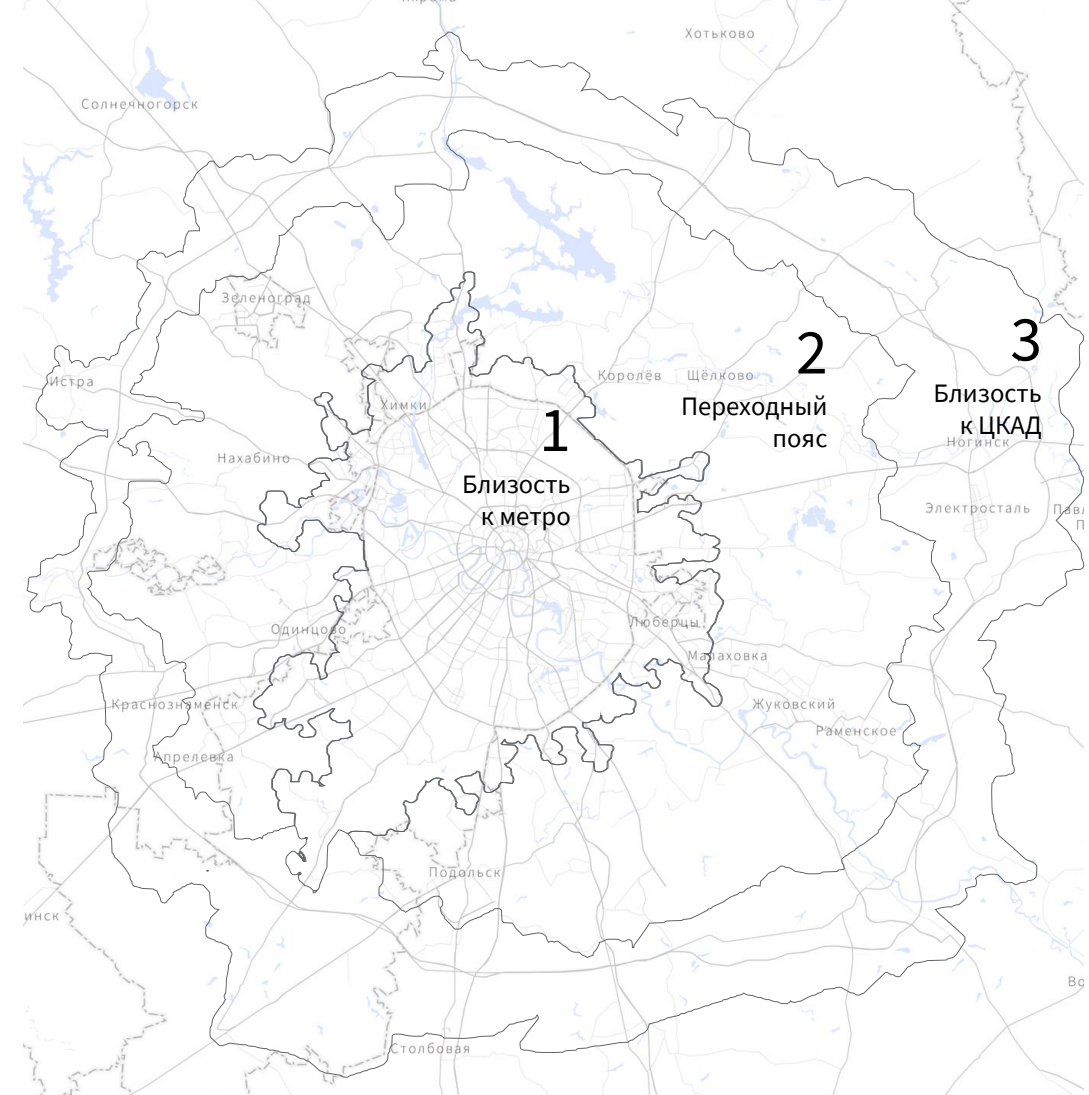 Хотьково
Солнечногорск
Зеленоград
1
Близость
к метро
2
Переходный
пояс
3
Близость
к ЦКАД
Истра
Химки
Королёв
Щёлково
Нахабино
Ногинск
Электросталь
Одинцово
Люберцы
Малаховка
Краснознаменск
Жуковский
Раменское
Апрелевка
Подольск
Столбовая